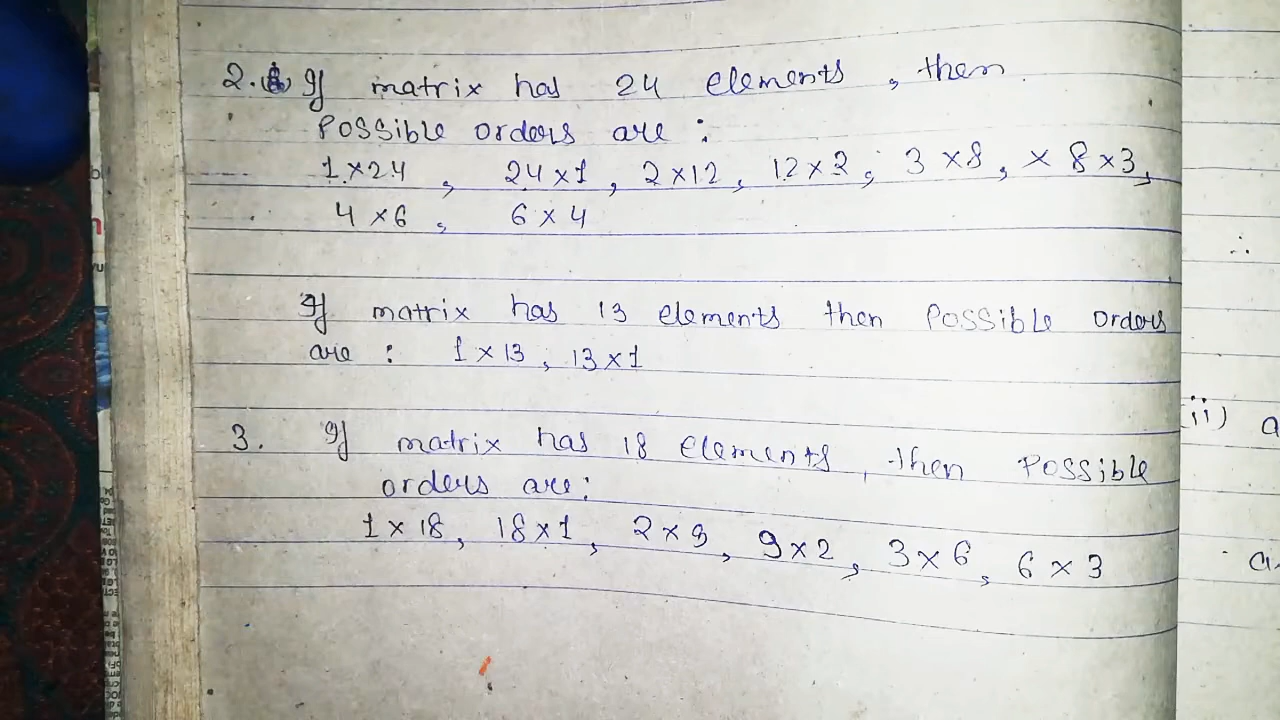 2. If matrix has 24 elements, then
possible orders are :
1×24, 24×1, 2×12, 12×2, 3×8, × 8×3,
4×6, 6×4
If matrix has 13 elements then possible orders
are : 1×13, 13×1
3. If matrix has 18 elements, then possible
orders are:
1×18, 18×1, 2×9, 9×2, 3×6, 6×3
∴
ii) a